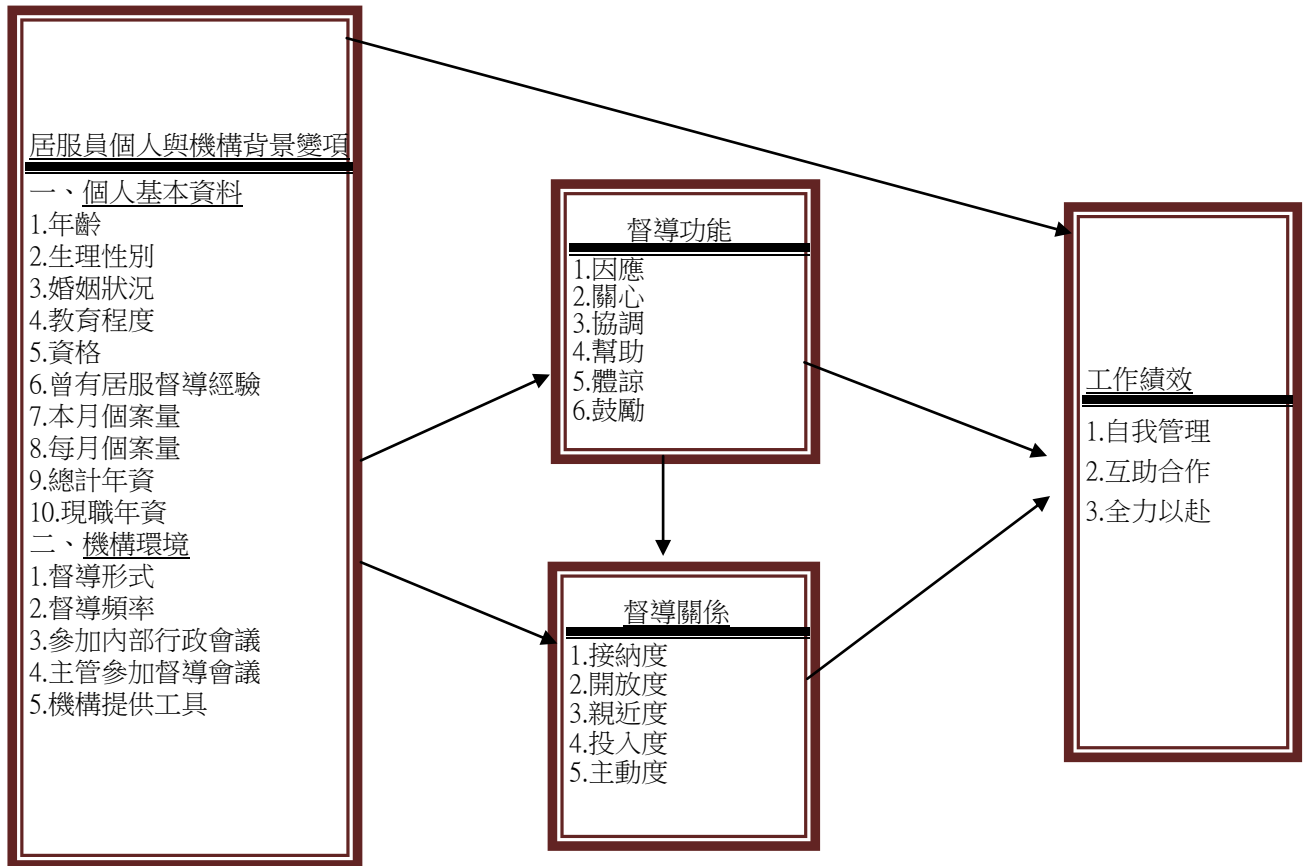 居服員個人與機構背景變項
一、個人基本資料
1.年齡
2.生理性別
3.婚姻狀況
4.教育程度
5.資格
6.曾有居服督導經驗
7.本月個案量
8.每月個案量
9.總計年資
10.現職年資
二、機構環境
1.督導形式
2.督導頻率
3.參加內部行政會議
4.主管參加督導會議
5.機構提供工具
督導功能
1.因應
2.關心
3.協調
4.幫助
5.體諒
6.鼓勵
督導關係
1.接納度
2.開放度
3.親近度
4.投入度
5.主動度
工作績效
1.自我管理
2.互助合作
3.全力以赴